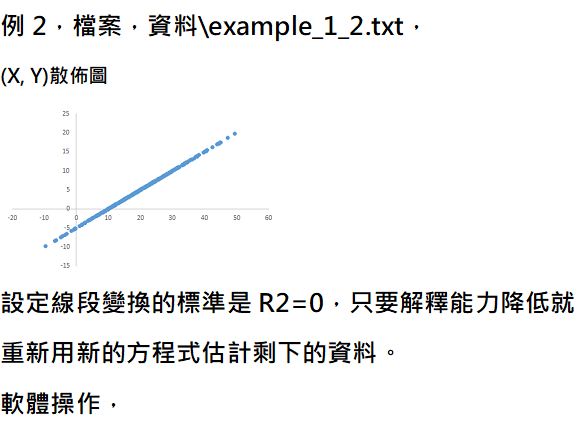 例 2，檔案，資料\example_1_2.txt，
(X, Y)散佈圖
25
20
15
10
5
0
-20 -10 0 10 20 30 40 50 60
-5
-10
-15
設定線段變換的標準是 R2=0，只要解釋能力降低就
重新用新的方程式估計剩下的資料。
軟體操作，